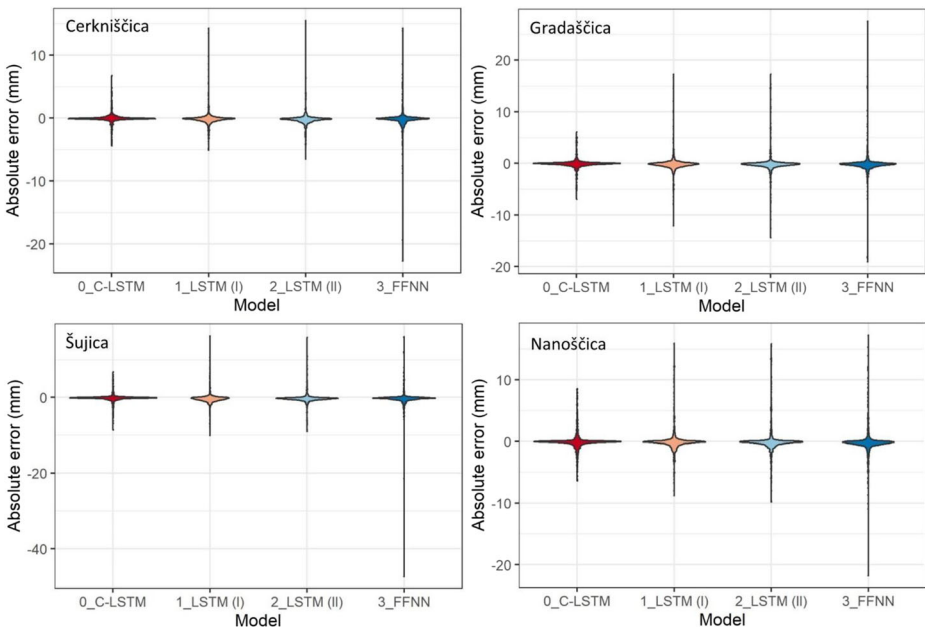 Cerkniščica
Absolute error (mm)
10
0
-10
-20
0_C-LSTM 1_LSTM (I) 2_LSTM (II) 3_FFNN
Model
Gradaščica
Absolute error (mm)
20
10
0
-10
-20
0_C-LSTM 1_LSTM (I) 2_LSTM (II) 3_FFNN
Model
Šujica
Absolute error (mm)
0
-20
-40
0_C-LSTM 1_LSTM (I) 2_LSTM (II) 3_FFNN
Model
Nanoščica
Absolute error (mm)
10
0
-10
-20
0_C-LSTM 1_LSTM (I) 2_LSTM (II) 3_FFNN
Model